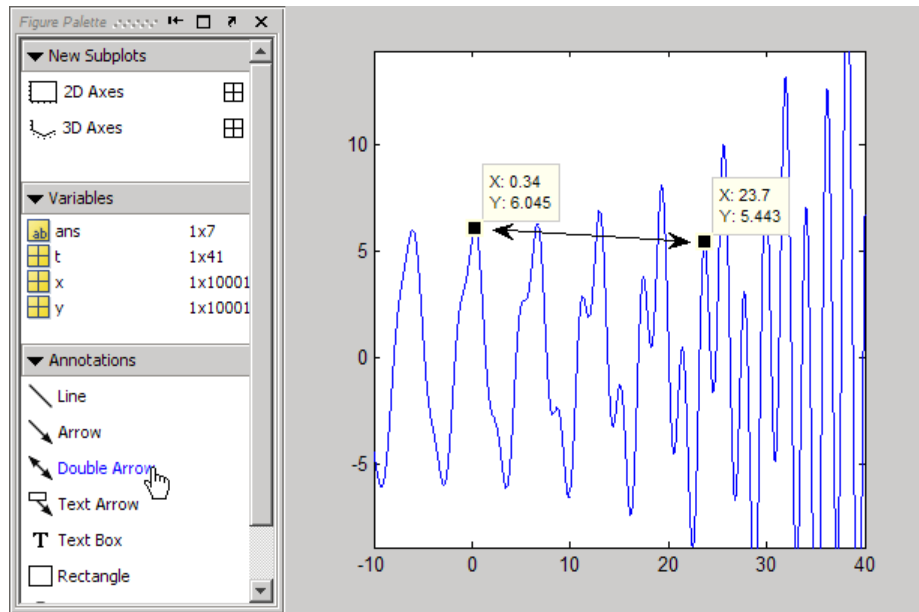 Figure Palette
New Subplots
2D Axes
3D Axes
Variables
ab ans 1x7
t 1x41
x 1x10001
y 1x10001
Annotations
Line
Arrow
Double Arrow
Text Arrow
T Text Box
Rectangle
X: 0.34
Y: 6.045
X: 23.7
Y: 5.443
10
5
0
-5
-10 0 10 20 30 40